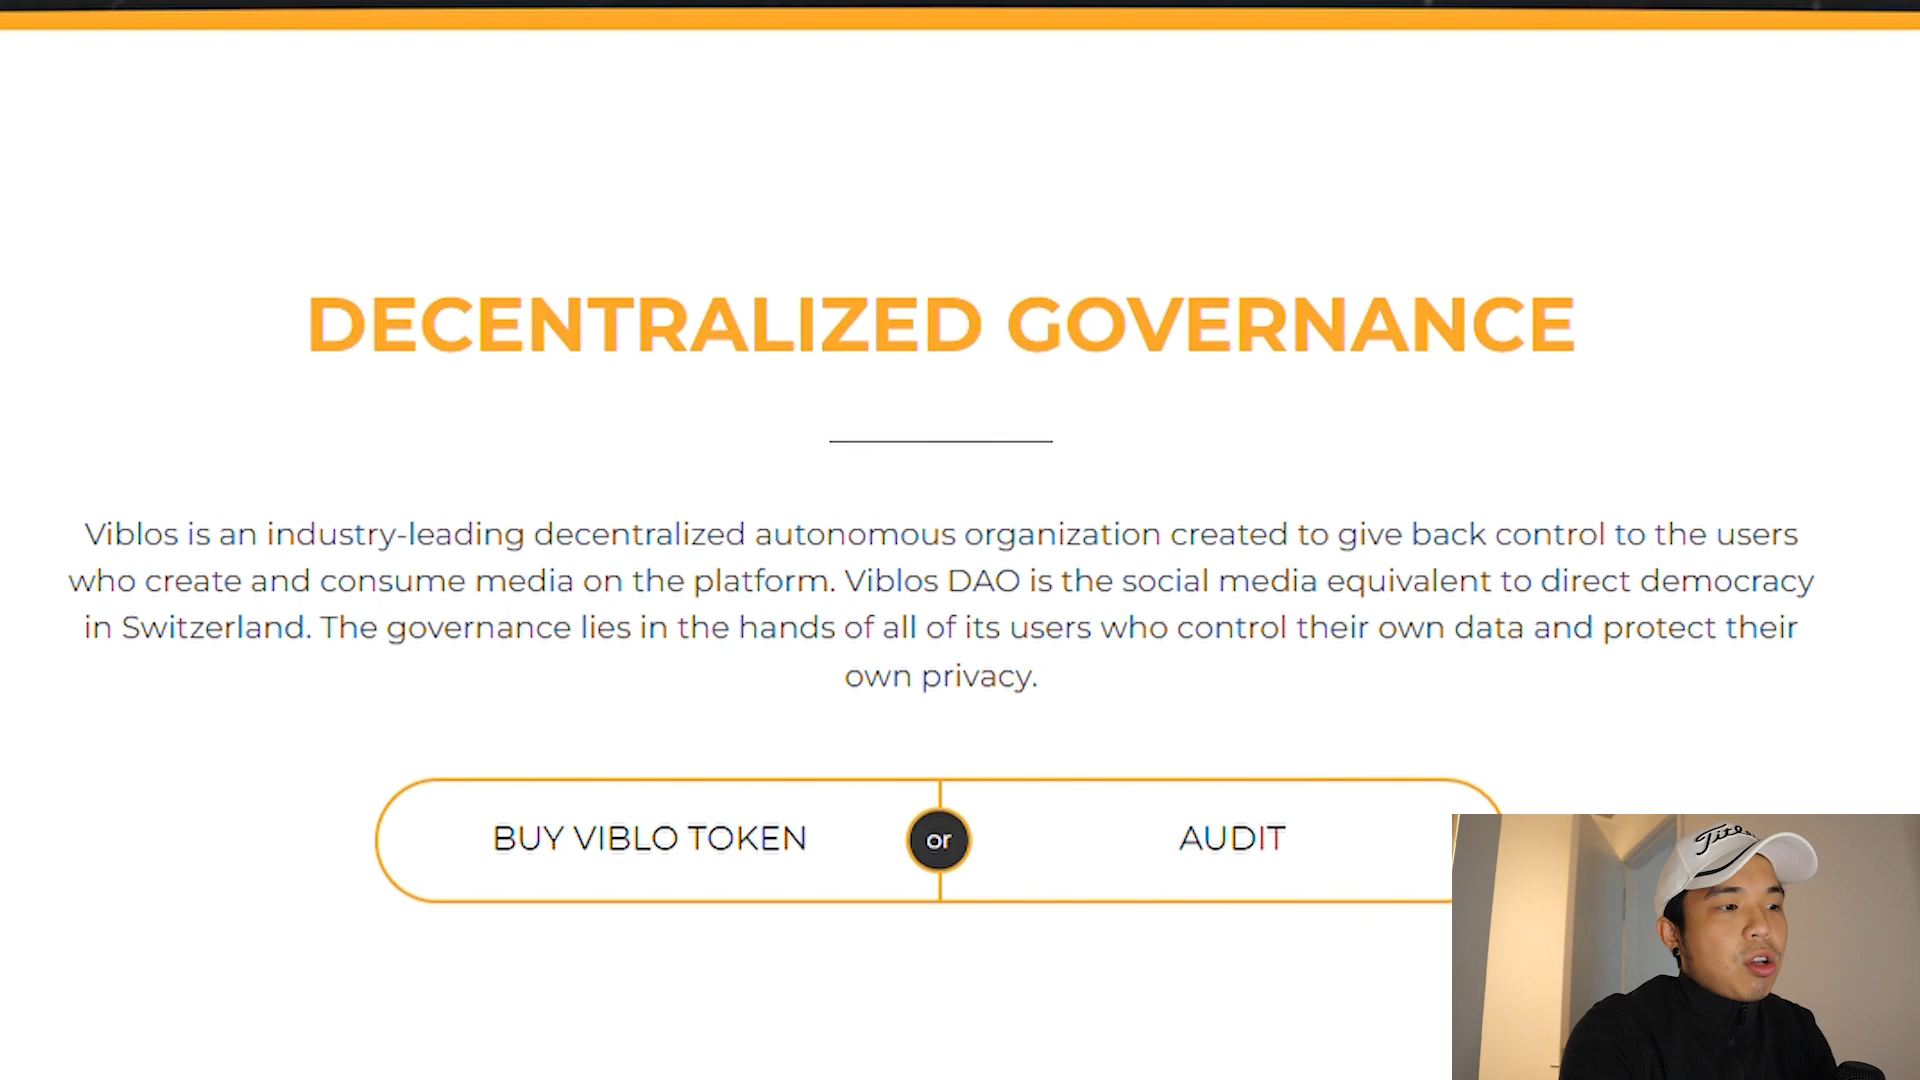 DECENTRALIZED GOVERNANCE
Viblos is an industry-leading decentralized autonomous organization created to give back control to the users
who create and consume media on the platform. Viblos DAO is the social media equivalent to direct democracy
in Switzerland. The governance lies in the hands of all of its users who control their own data and protect their
own privacy.
BUY VIBLO TOKEN or AUDIT